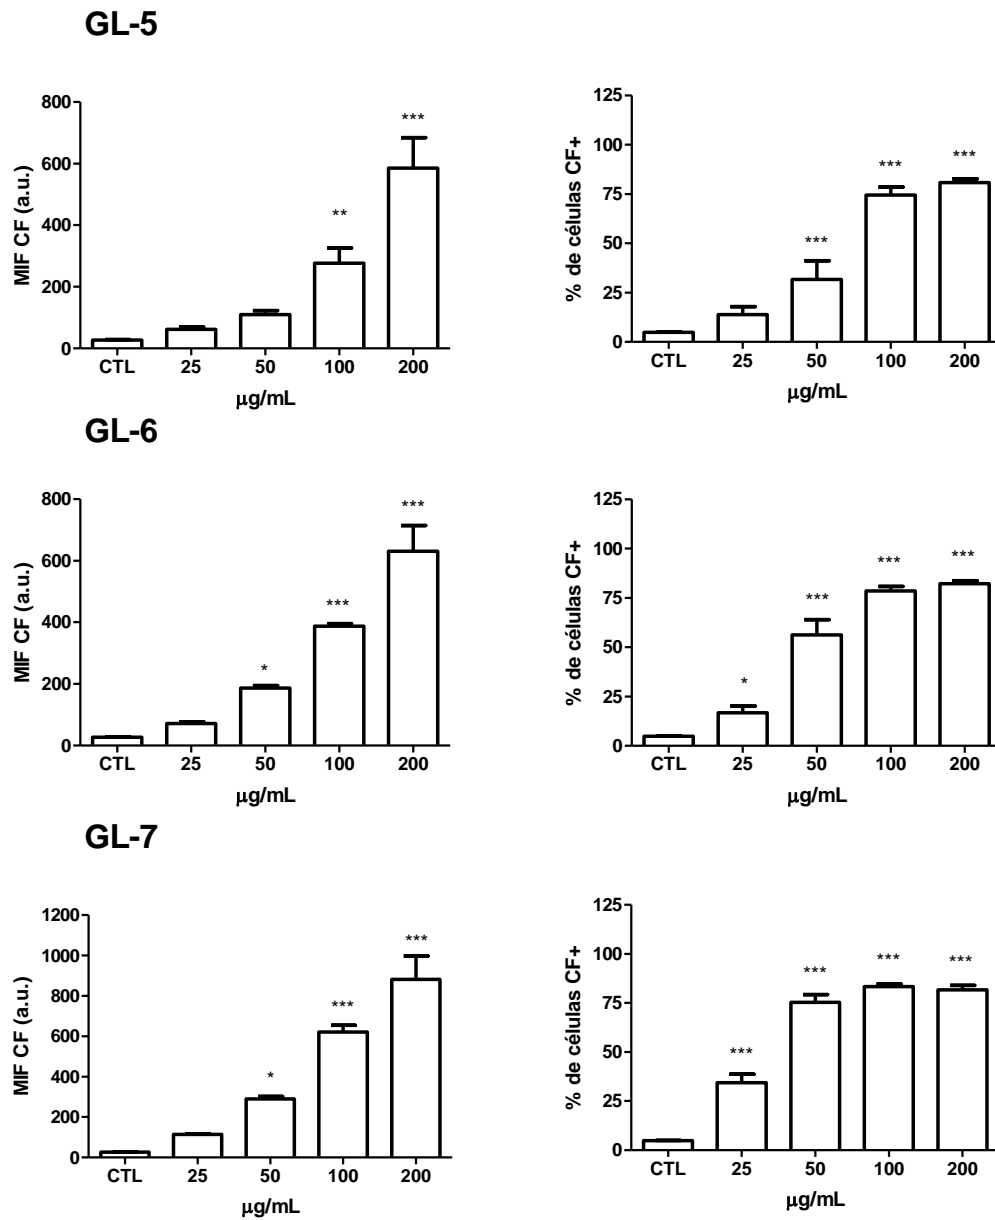 GL-5
MIF CF (a.u.)
800
600
400
200
0
**
***
CTL 25 50 100 200
µg/mL
% de células CF+
125
100
75
50
25
0
***
***
***
CTL 25 50 100 200
µg/mL
GL-6
MIF CF (a.u.)
800
600
400
200
0
*
***
***
CTL 25 50 100 200
µg/mL
% de células CF+
125
100
75
50
25
0
*
***
***
***
CTL 25 50 100 200
µg/mL
GL-7
MIF CF (a.u.)
1200
1000
800
600
400
200
0
*
***
***
CTL 25 50 100 200
µg/mL
% de células CF+
125
100
75
50
25
0
***
***
***
***
CTL 25 50 100 200
µg/mL